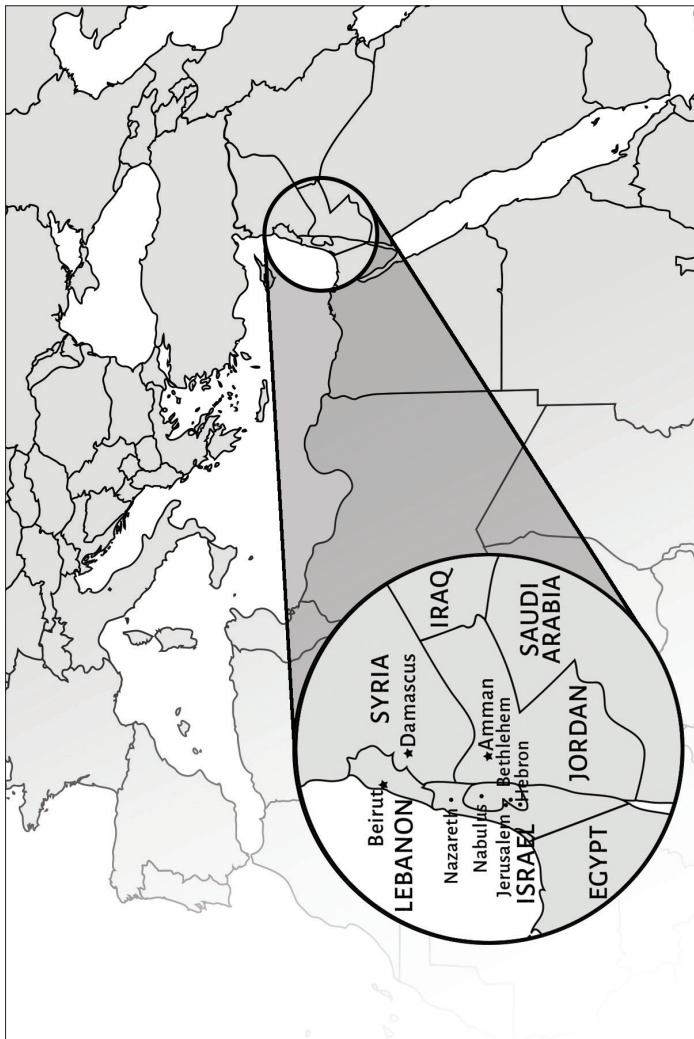 Beirut
LEBANON
SYRIA
Damascus
IRAQ
Nazareth
Nabulus
Amman
Jerusalem
Bethlehem
ISRAEL
Hebron
SAUDI
ARABIA
JORDAN
EGYPT